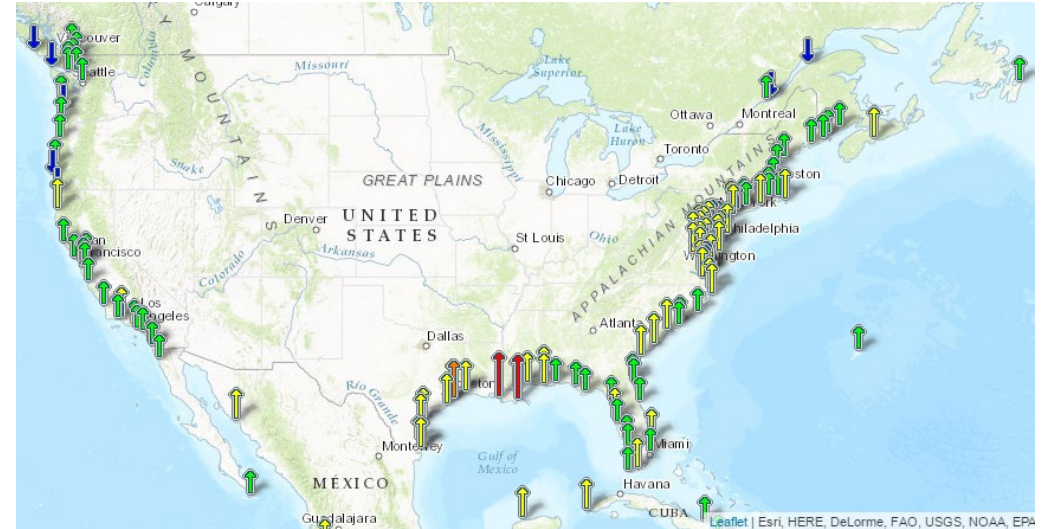 Calgary
Vancouver
Seattle
Columbia
MOUNTAINS
Missouri
Lake
Superior
Ottawa
Montreal
Mississippi
Lake
Huron
Toronto
Snake
GREAT PLAINS
Chicago
Detroit
APPALACHIAN MOUNTAINS
Denver
UNITED
STATES
St Louis
Ohio
Philadelphia
Washington
San
Francisco
Colorado
Arkansas
Los
Angeles
Atlanta
Dallas
Rio Grande
Monterrey
Gulf of
Mexico
Miami
MÉXICO
Havana
CUBA
Guadalajara
Leaflet | Esri, HERE, DeLorme, FAO, USGS, NOAA, EPA